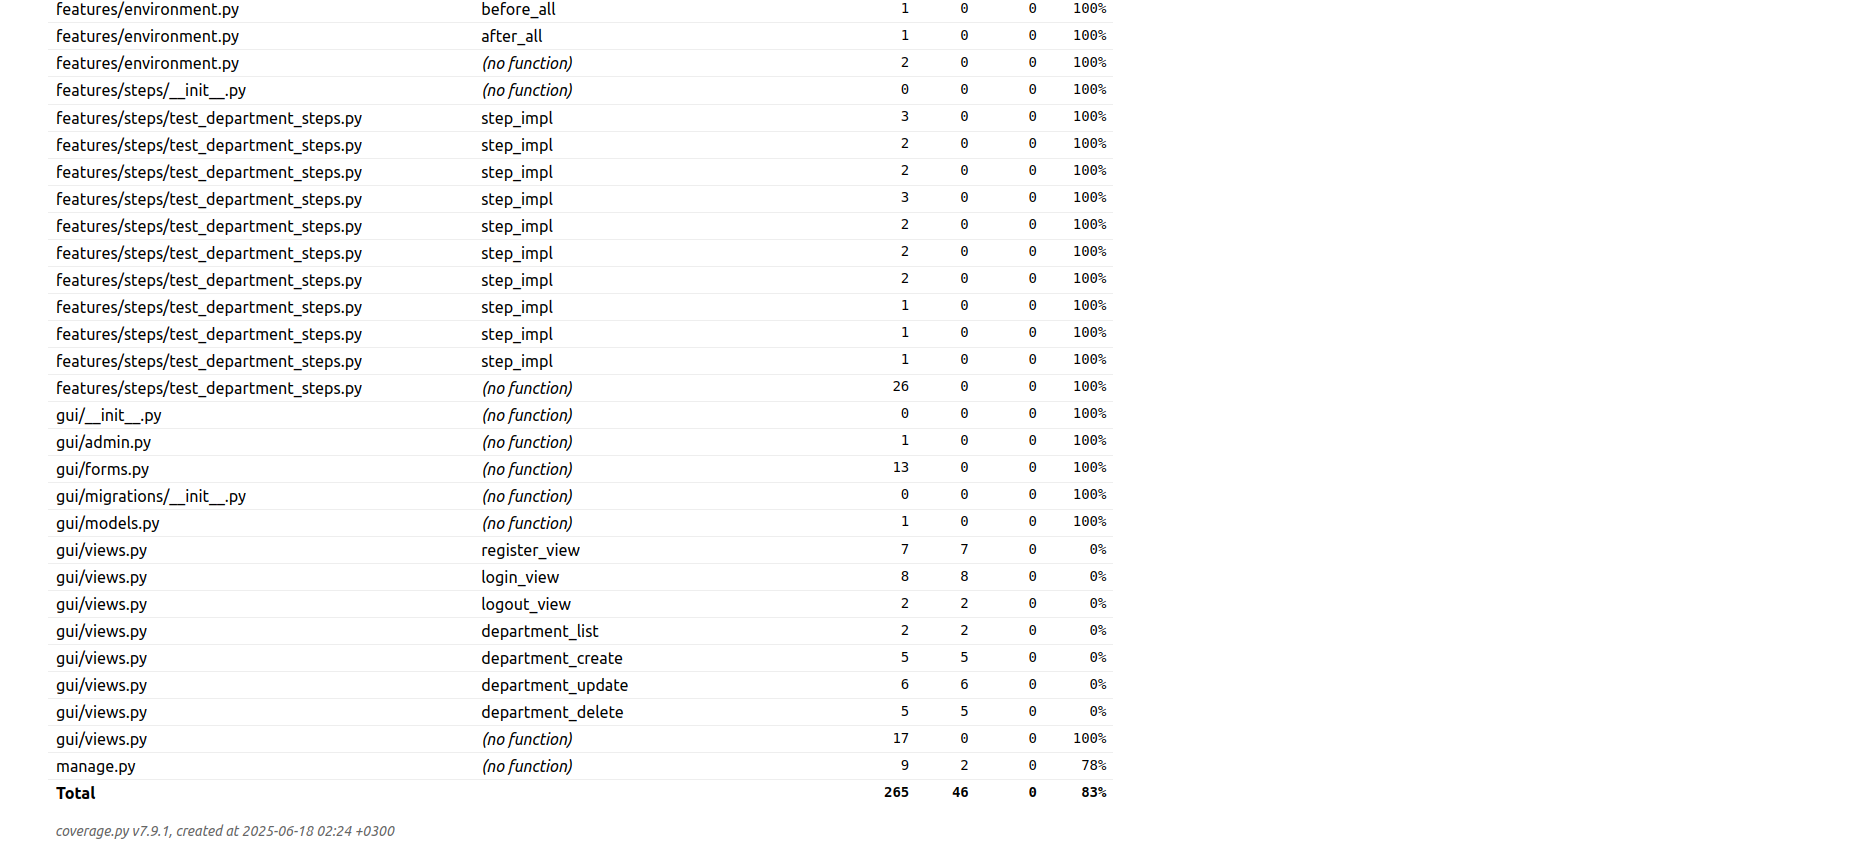 features/environment.py before_all 1 0 0 100%
features/environment.py after_all 1 0 0 100%
features/environment.py (no function) 2 0 0 100%
features/steps/__init__.py (no function) 0 0 0 100%
features/steps/test_department_steps.py step_impl 3 0 0 100%
features/steps/test_department_steps.py step_impl 2 0 0 100%
features/steps/test_department_steps.py step_impl 2 0 0 100%
features/steps/test_department_steps.py step_impl 3 0 0 100%
features/steps/test_department_steps.py step_impl 2 0 0 100%
features/steps/test_department_steps.py step_impl 2 0 0 100%
features/steps/test_department_steps.py step_impl 2 0 0 100%
features/steps/test_department_steps.py step_impl 1 0 0 100%
features/steps/test_department_steps.py step_impl 1 0 0 100%
features/steps/test_department_steps.py step_impl 1 0 0 100%
features/steps/test_department_steps.py (no function) 26 0 0 100%
gui/__init__.py (no function) 0 0 0 100%
gui/admin.py (no function) 1 0 0 100%
gui/forms.py (no function) 13 0 0 100%
gui/migrations/__init__.py (no function) 0 0 0 100%
gui/models.py (no function) 1 0 0 100%
gui/views.py register_view 7 7 0 0%
gui/views.py login_view 8 8 0 0%
gui/views.py logout_view 2 2 0 0%
gui/views.py department_list 2 2 0 0%
gui/views.py department_create 5 5 0 0%
gui/views.py department_update 6 6 0 0%
gui/views.py department_delete 5 5 0 0%
gui/views.py (no function) 17 0 0 100%
manage.py (no function) 9 2 0 78%
Total 265 46 0 83%
coverage.py v7.9.1, created at 2025-06-18 02:24 +0300